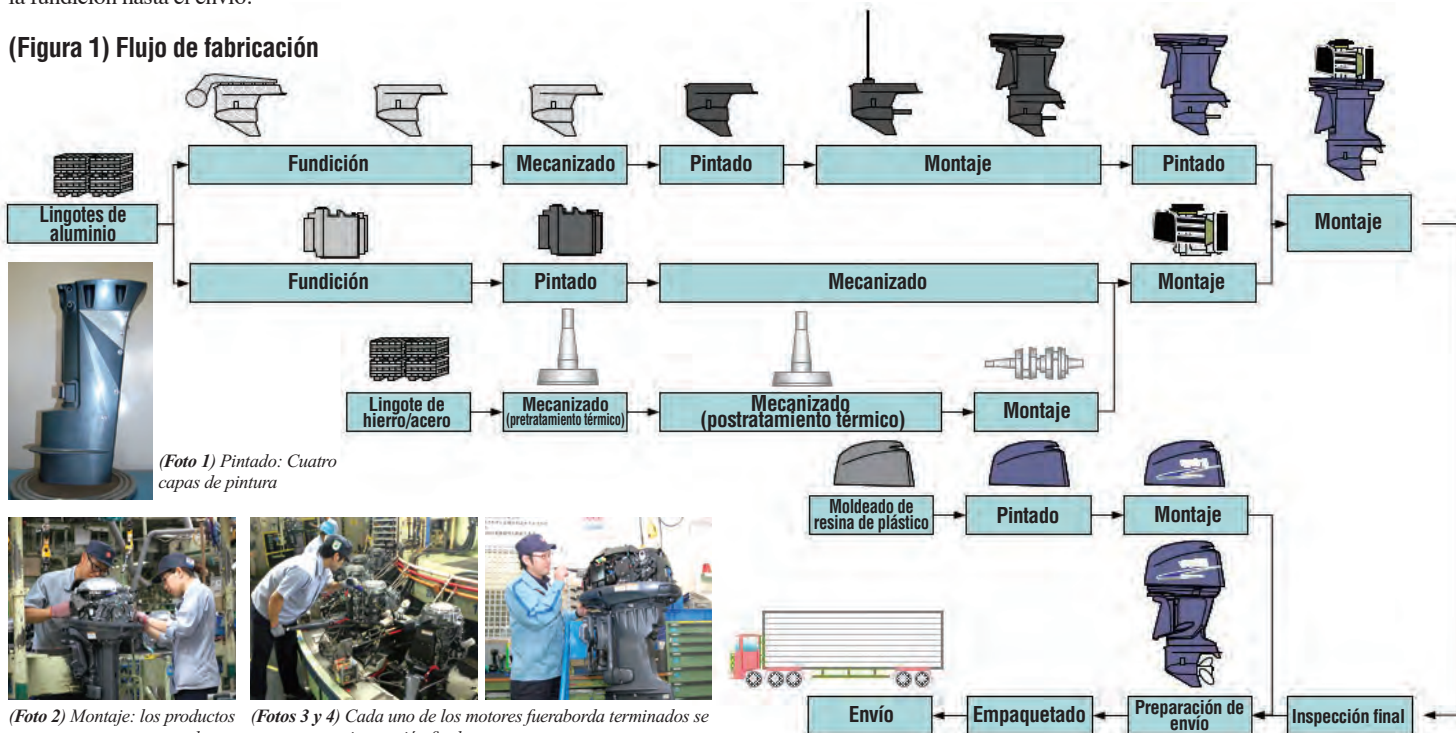 la fundición hasta el envío.
(Figura 1) Flujo de fabricación
Fundición
Mecanizado
Pintado
Montaje
Pintado
Lingotes de
aluminio
Montaje
Fundición
Pintado
Mecanizado
Montaje
Lingote de
hierro/acero
Mecanizado
(pretratamiento térmico)
Mecanizado
(postratamiento térmico)
Montaje
(Foto 1) Pintado: Cuatro
capas de pintura
Moldeado de
resina de plástico
Pintado
Montaje
(Foto 2) Montaje: los productos
(Fotos 3 y 4) Cada uno de los motores fueraborda terminados se
Envío
Empaquetado
Preparación de
envío
Inspección final